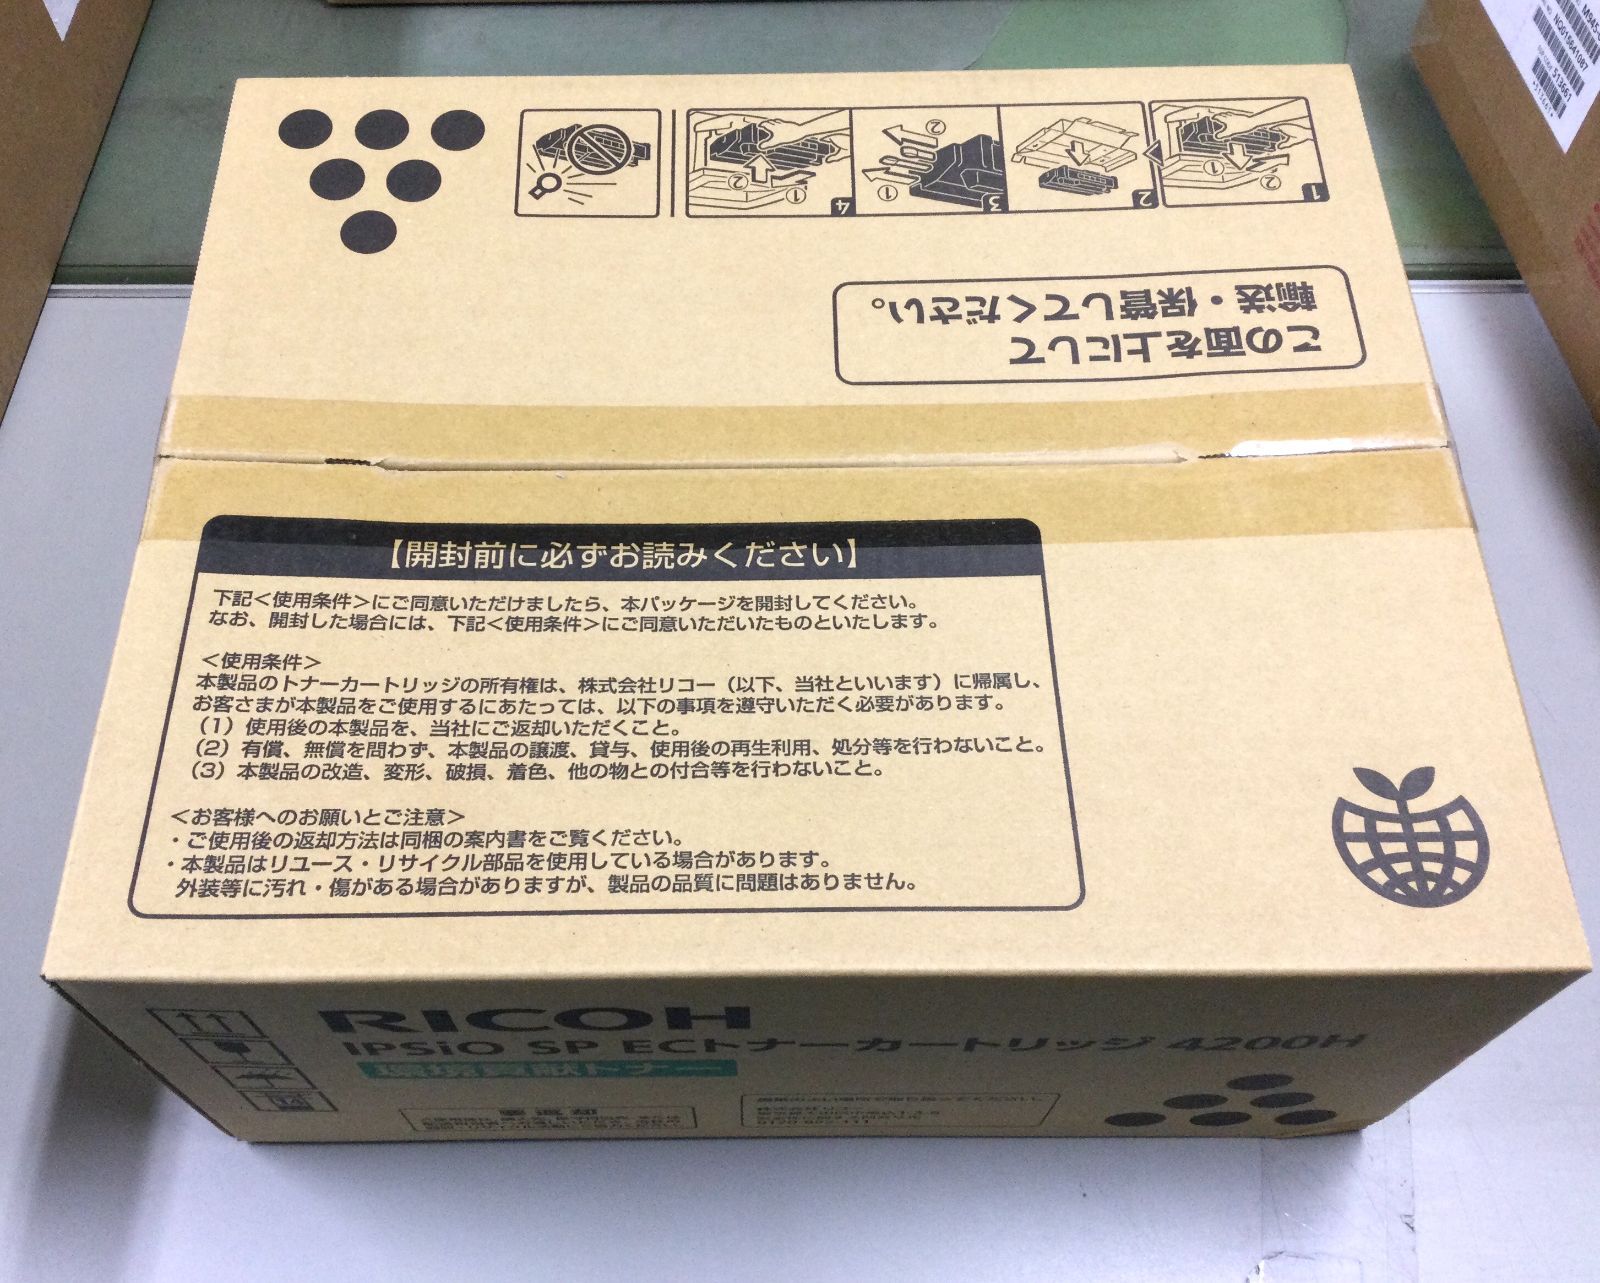 4
3
2
1
②
①
①
②
①
②
この面を上にして
輸送・保管してください。
【開封前に必ずお読みください】
下記＜使用条件＞にご同意いただけましたら、本パッケージを開封してください。
なお、開封した場合には、下記＜使用条件＞にご同意いただいたものといたします。
＜使用条件＞
本製品のトナーカートリッジの所有権は、株式会社リコー（以下、当社といいます）に帰属し、
お客さまが本製品をご使用するにあたっては、以下の事項を遵守いただく必要があります。
（1）使用後の本製品を、当社にご返却いただくこと。
（2）有償、無償を問わず、本製品の譲渡、貸与、使用後の再生利用、処分等を行わないこと。
（3）本製品の改造、変形、破損、着色、他の物との付合等を行わないこと。
＜お客様へのお願いとご注意＞
・ご使用後の返却方法は同梱の案内書をご覧ください。
・本製品はリユース・リサイクル部品を使用している場合があります。
外装等に汚れ・傷がある場合がありますが、製品の品質に問題はありません。
RICOH
IPSiO SP ECトナーカートリッジ 4200H
環境貢献トナー